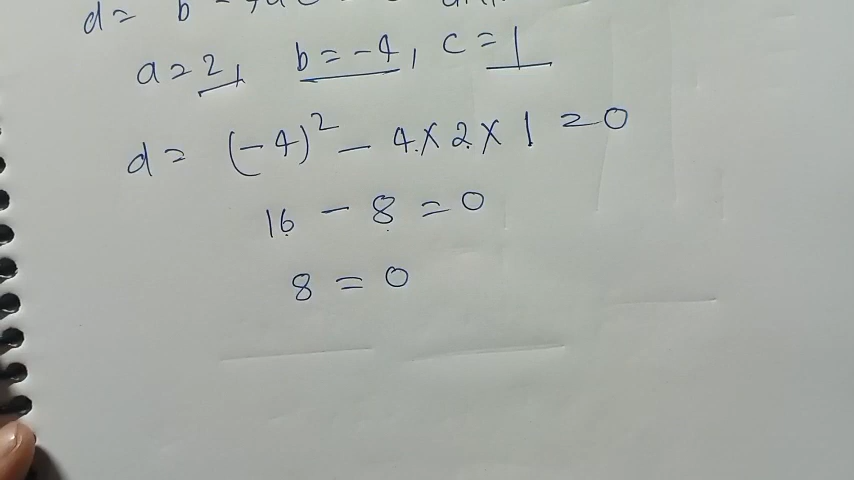 d =
a = 2, b = -4, c = 1
d = (-4)² - 4 × 2 × 1 = 0
16 - 8 = 0
8 = 0